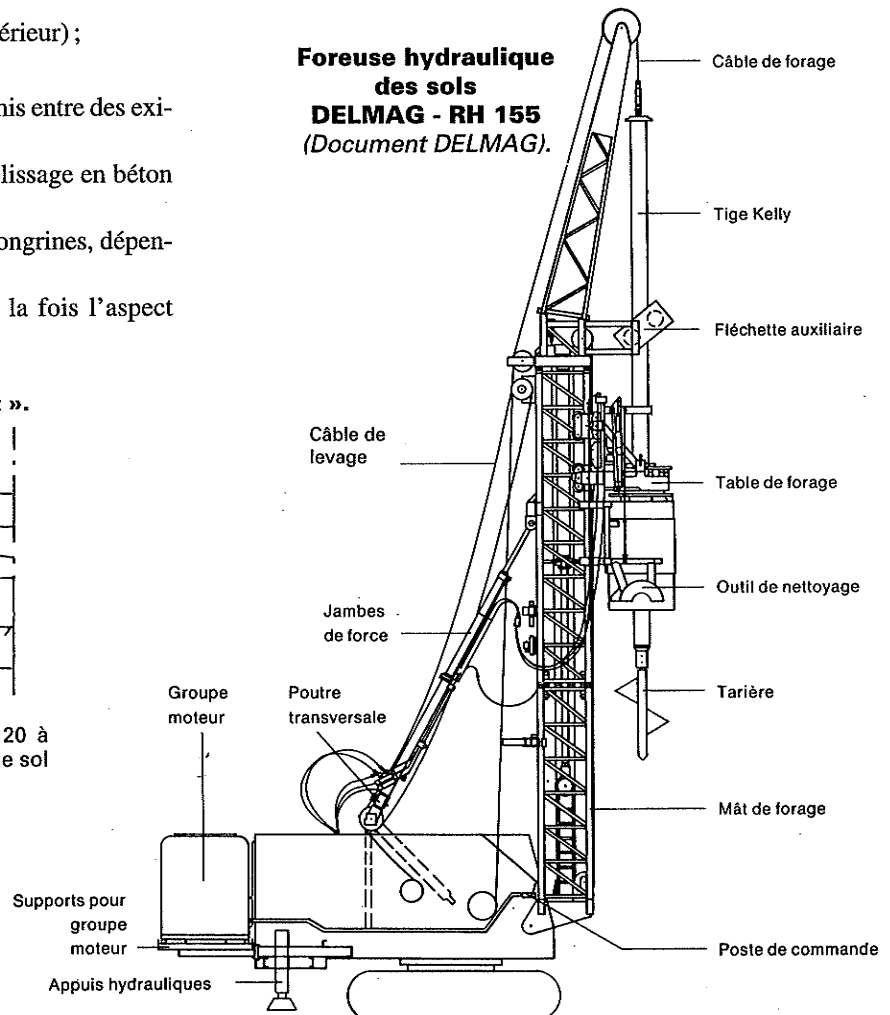 érieur) ;
nis entre des exi-
lissage en béton
ongrines, dépen-
la fois l'aspect
».
20 à
e sol
Foreuse hydraulique
des sols
DELMAG - RH 155
(Document DELMAG).
Câble de forage
Tige Kelly
Fléchette auxiliaire
Câble de
levage
Table de forage
Outil de nettoyage
Jambes
de force
Tarière
Groupe
moteur
Poutre
transversale
Mât de forage
Supports pour
groupe
moteur
Poste de commande
Appuis hydrauliques